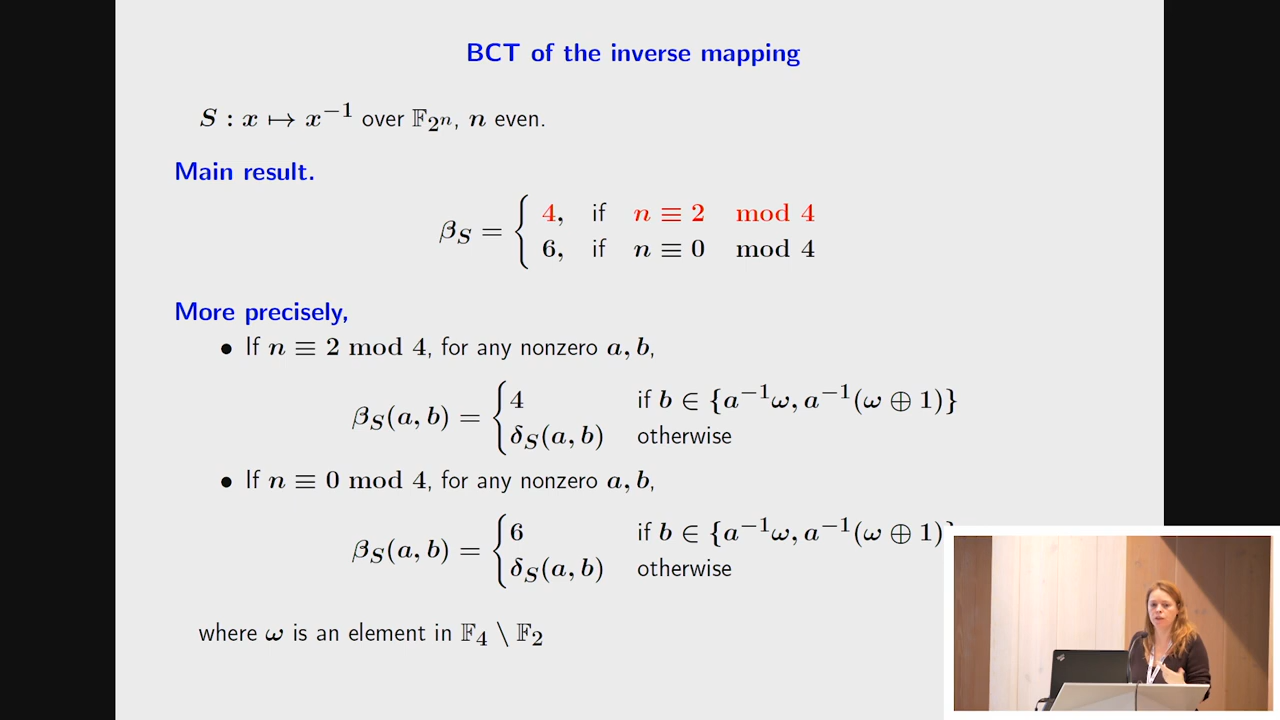 BCT of the inverse mapping
S : x ↦ x⁻¹ over 𝔽₂ₙ, n even.
Main result.
β_S = { 4, if n ≡ 2 mod 4
6, if n ≡ 0 mod 4
More precisely,
• If n ≡ 2 mod 4, for any nonzero a, b,
β_S(a, b) = { 4 if b ∈ {a⁻¹ω, a⁻¹(ω ⊕ 1)}
δ_S(a, b) otherwise
• If n ≡ 0 mod 4, for any nonzero a, b,
β_S(a, b) = { 6 if b ∈ {a⁻¹ω, a⁻¹(ω ⊕ 1)}
δ_S(a, b) otherwise
where ω is an element in 𝔽₄ \ 𝔽₂